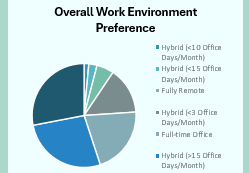 Overall Work Environment
Preference
Hybrid (<10 Office
Days/Month)
Hybrid (<15 Office
Days/Month)
Fully Remote
Hybrid (<3 Office
Days/Month)
Full-time Office
Hybrid (>15 Office
Days/Month)